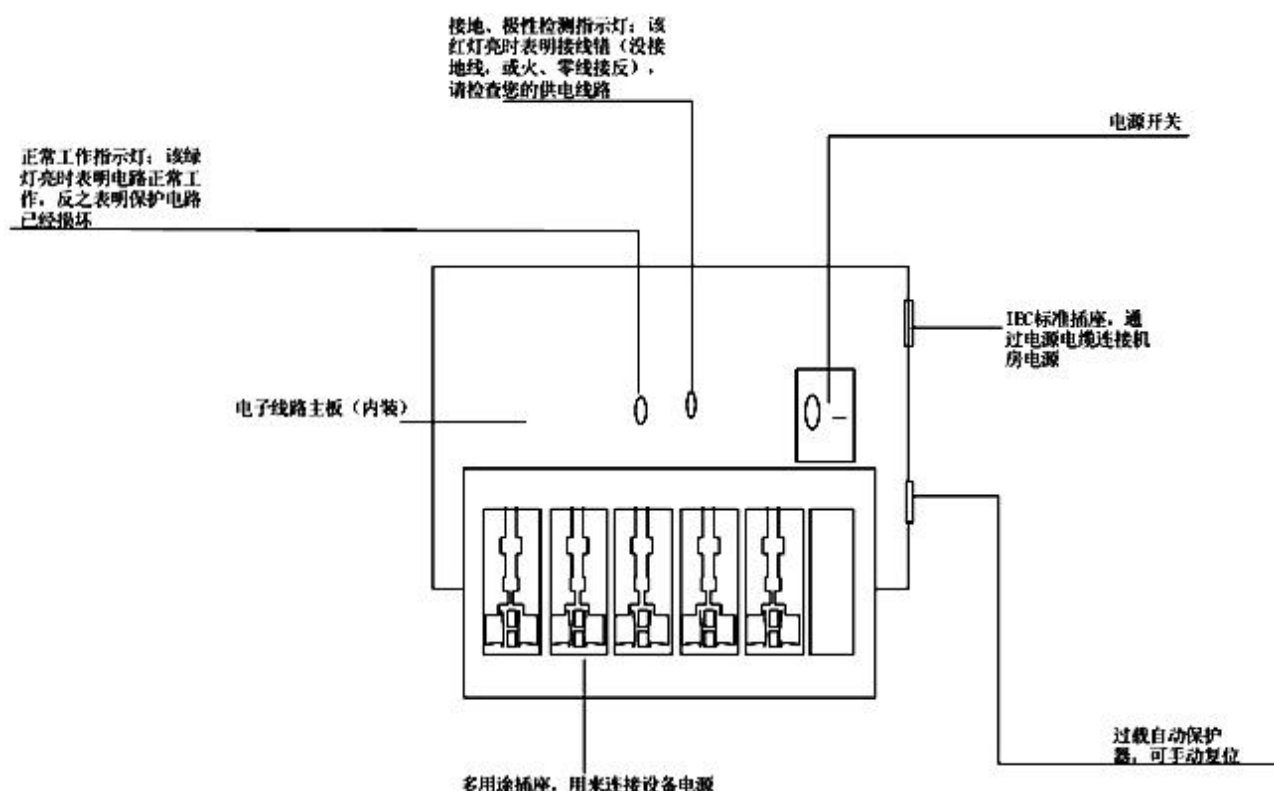 接地、极性检测指示灯：该
红灯亮时表明接线错（没接
地线，或火、零线接反），
请检查您的供电线路
电源开关
正常工作指示灯：该绿
灯亮时表明电路正常工
作，反之表明保护电路
已经损坏
IEC标准插座，通
过电源电缆连接机
房电源
电子线路主板（内装）
过载自动保护
器，可手动复位
多用途插座，用来连接设备电源